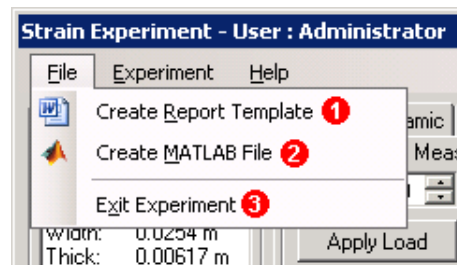 Strain Experiment - User : Administrator
File Experiment Help
Create Report Template 1
amic
Create MATLAB File 2
Meas
Exit Experiment 3
Width: 0.0254 m
Apply Load
Thick: 0.00617 m